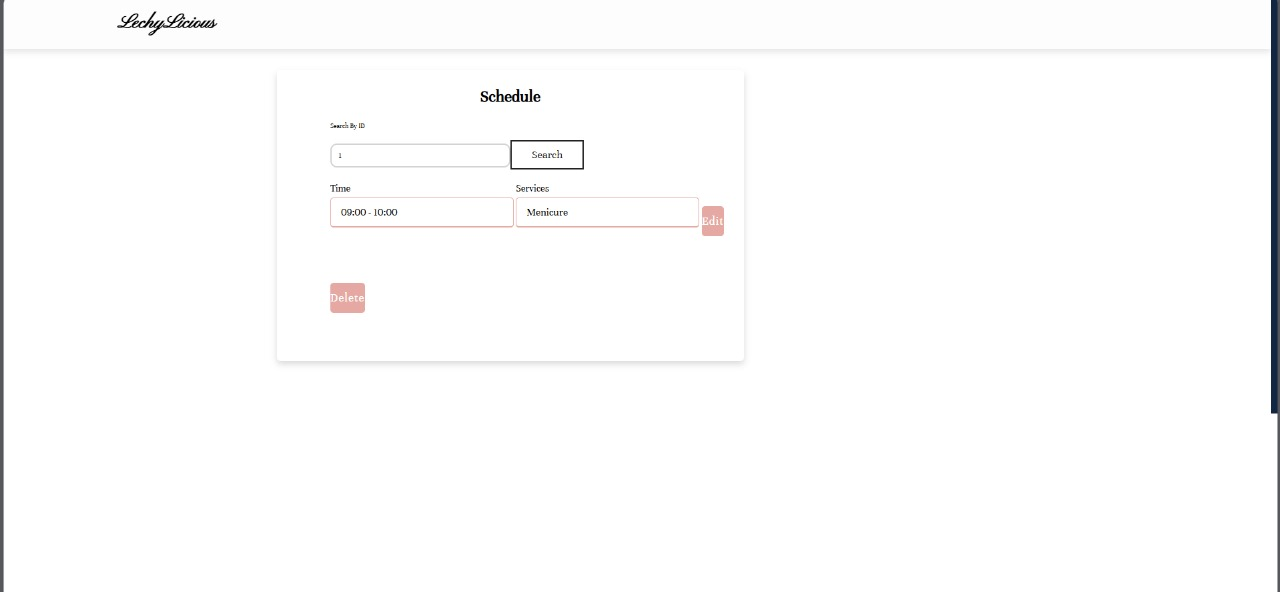 LechyLicious
Schedule
Search By ID
1
Search
Time
Services
09:00 - 10:00
Menicure
Edit
Delete